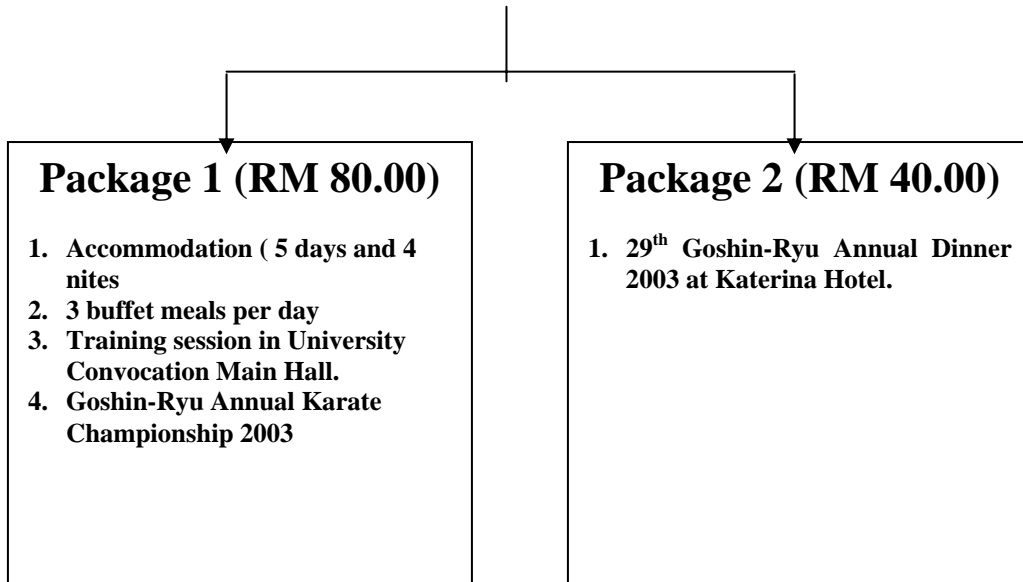 Package 1 (RM 80.00)
1. Accommodation ( 5 days and 4
nites
2. 3 buffet meals per day
3. Training session in University
Convocation Main Hall.
4. Goshin-Ryu Annual Karate
Championship 2003
Package 2 (RM 40.00)
1. 29th Goshin-Ryu Annual Dinner
2003 at Katerina Hotel.